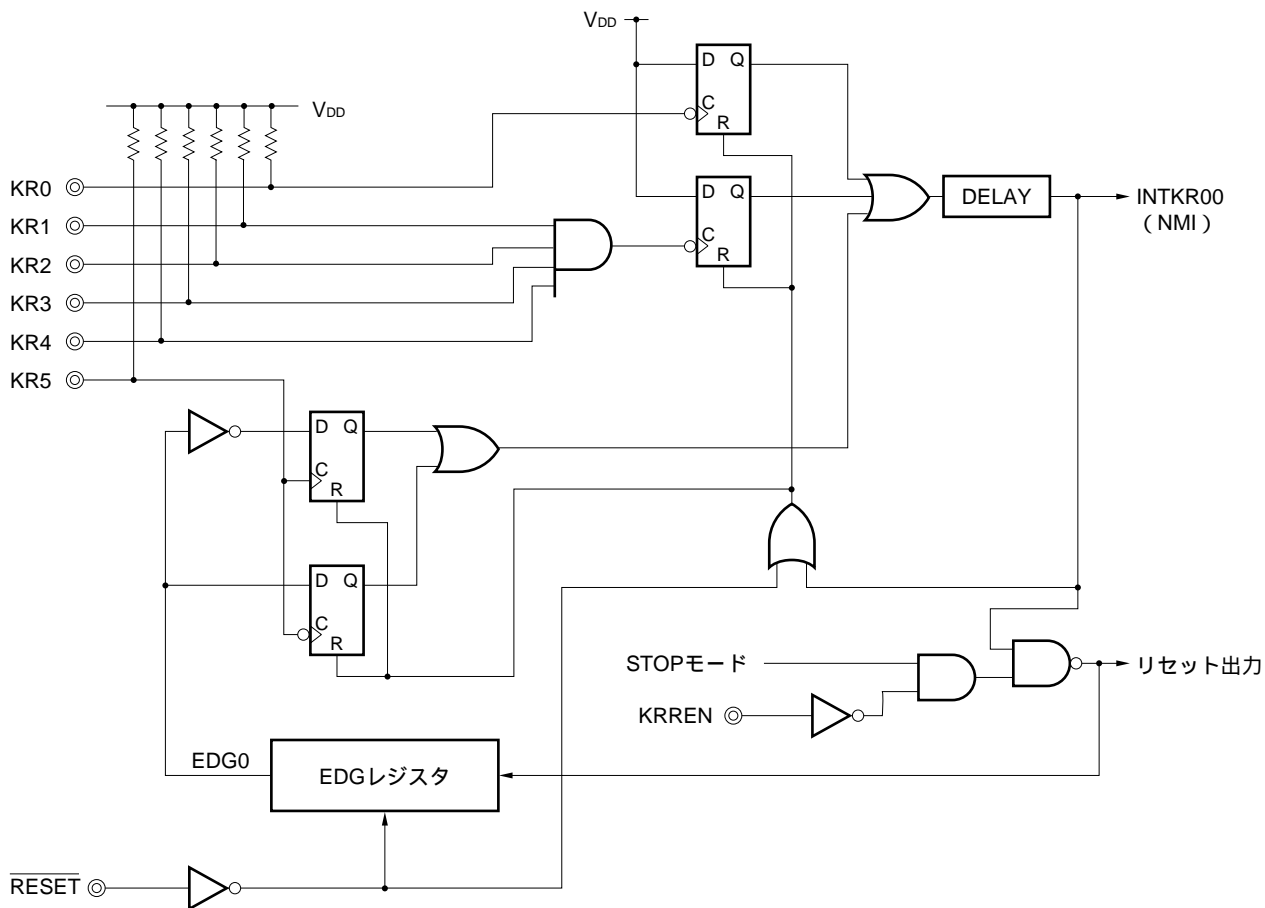 VDD
D Q
C
R
VDD
KR0
KR1
KR2
KR3
KR4
KR5
D Q
C
R
DELAY
INTKR00
(NMI)
D Q
C
R
D Q
C
R
STOPモード
KRREN
リセット出力
EDG0
EDGレジスタ
RESET